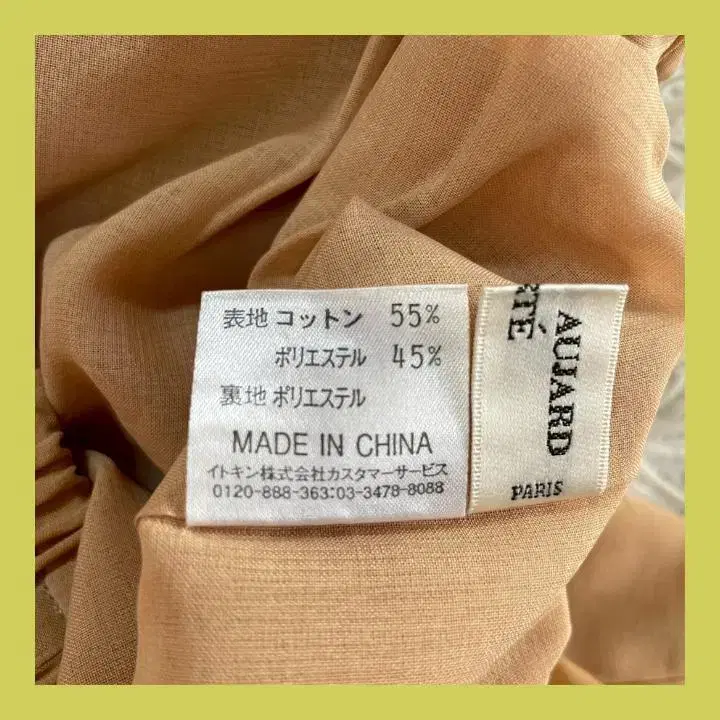 表地 コットン 55%
ポリエステル 45%
裏地 ポリエステル
MADE IN CHINA
イトキン株式会社カスタマーサービス
0120-888-363:03-3478-8088
RTÉ
AUJARD
PARIS